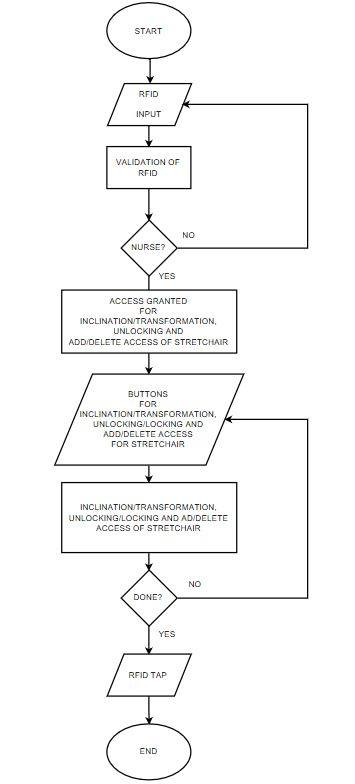 START
RFID
INPUT
VALIDATION OF
RFID
NURSE?
NO
YES
ACCESS GRANTED
FOR
INCLINATION/TRANSFORMATION,
UNLOCKING AND
ADD/DELETE ACCESS OF STRETCHAIR
BUTTONS
FOR
INCLINATION/TRANSFORMATION,
UNLOCKING/LOCKING AND
ADD/DELETE ACCESS
FOR STRETCHAIR
INCLINATION/TRANSFORMATION,
UNLOCKING/LOCKING AND AD/DELETE
ACCESS OF STRETCHAIR
DONE?
NO
YES
RFID TAP
END